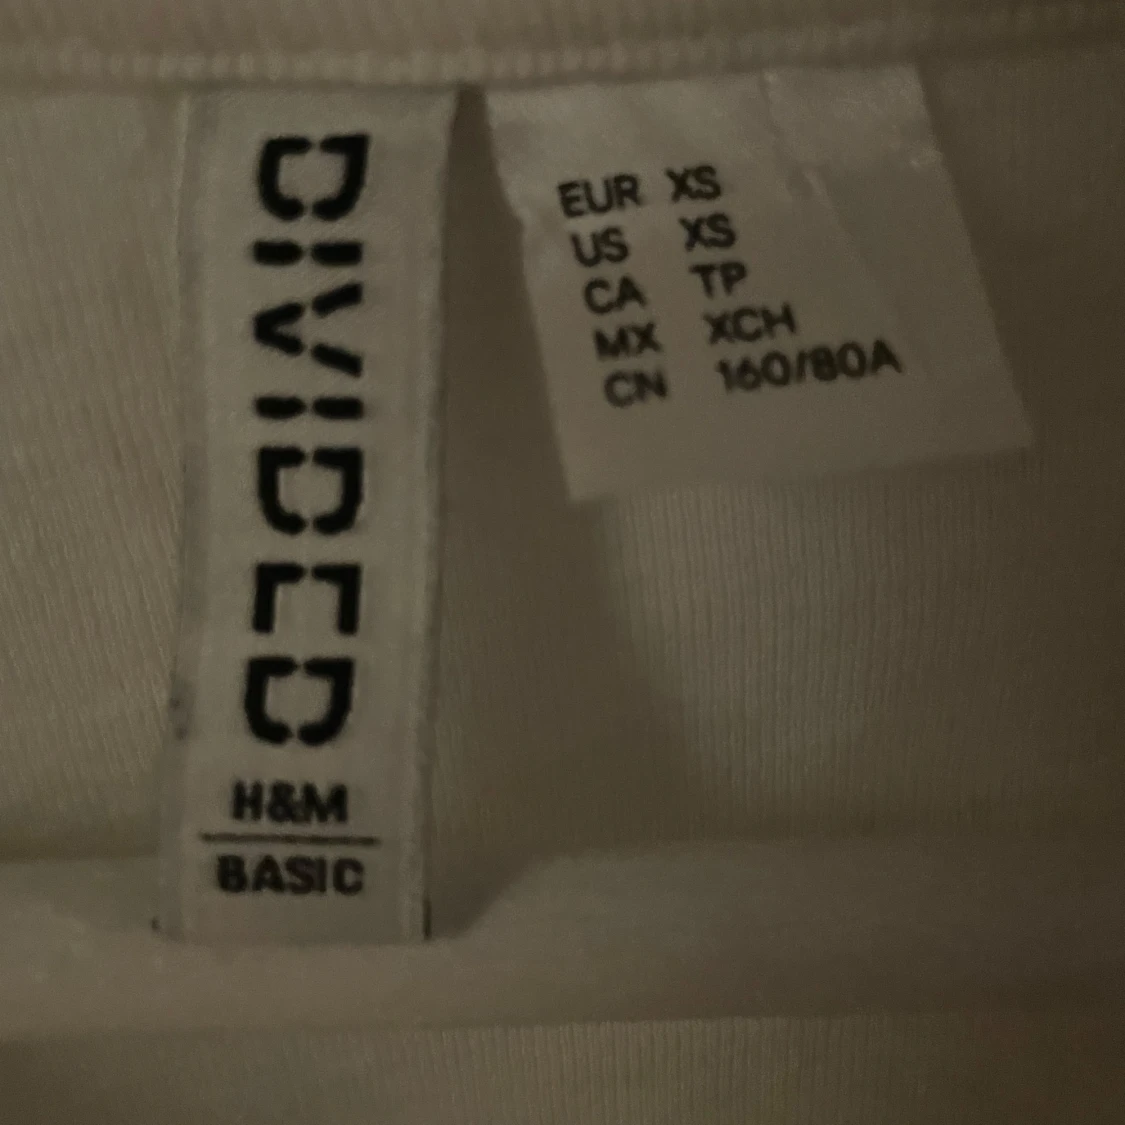 DIVIDED
H&M
BASIC
EUR XS
US XS
CA TP
MX XCH
CN 160/80A